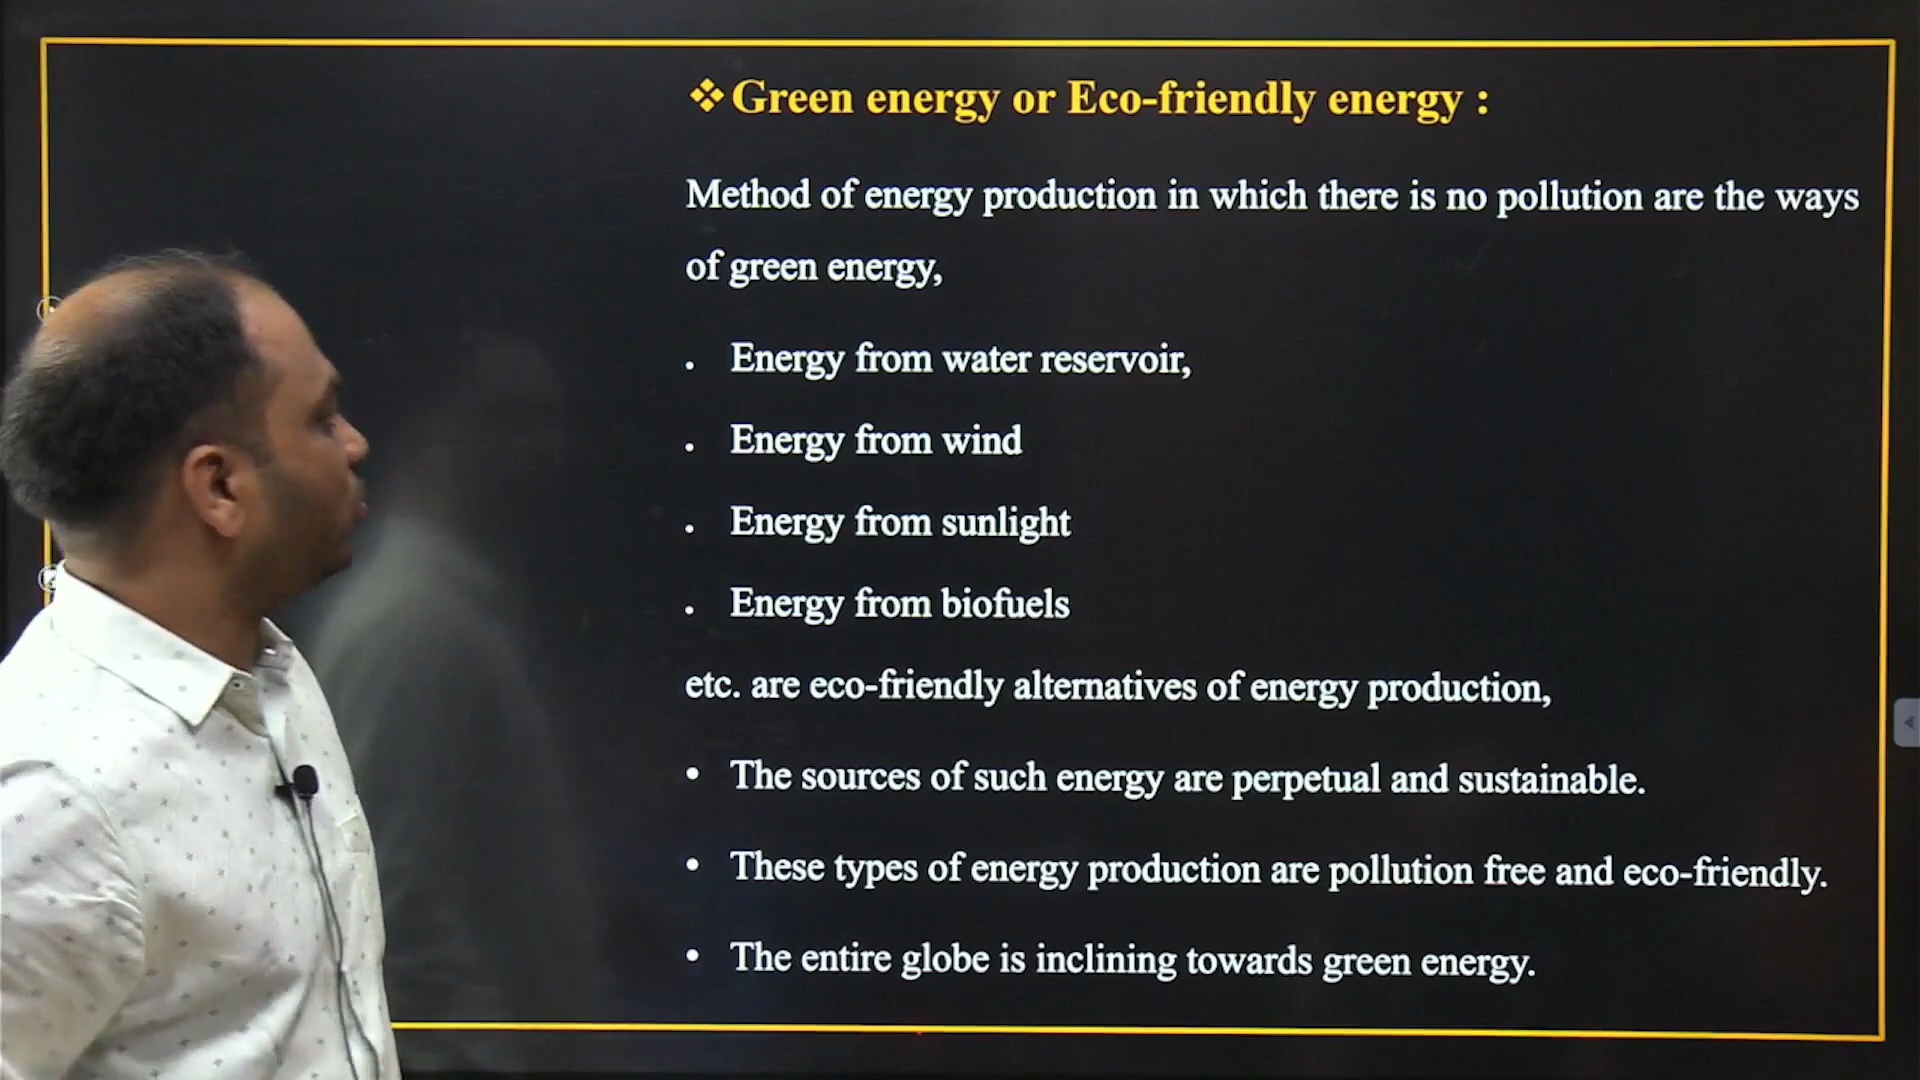 ❖Green energy or Eco-friendly energy :
Method of energy production in which there is no pollution are the ways
of green energy,
. Energy from water reservoir,
. Energy from wind
. Energy from sunlight
. Energy from biofuels
etc. are eco-friendly alternatives of energy production,
• The sources of such energy are perpetual and sustainable.
• These types of energy production are pollution free and eco-friendly.
• The entire globe is inclining towards green energy.